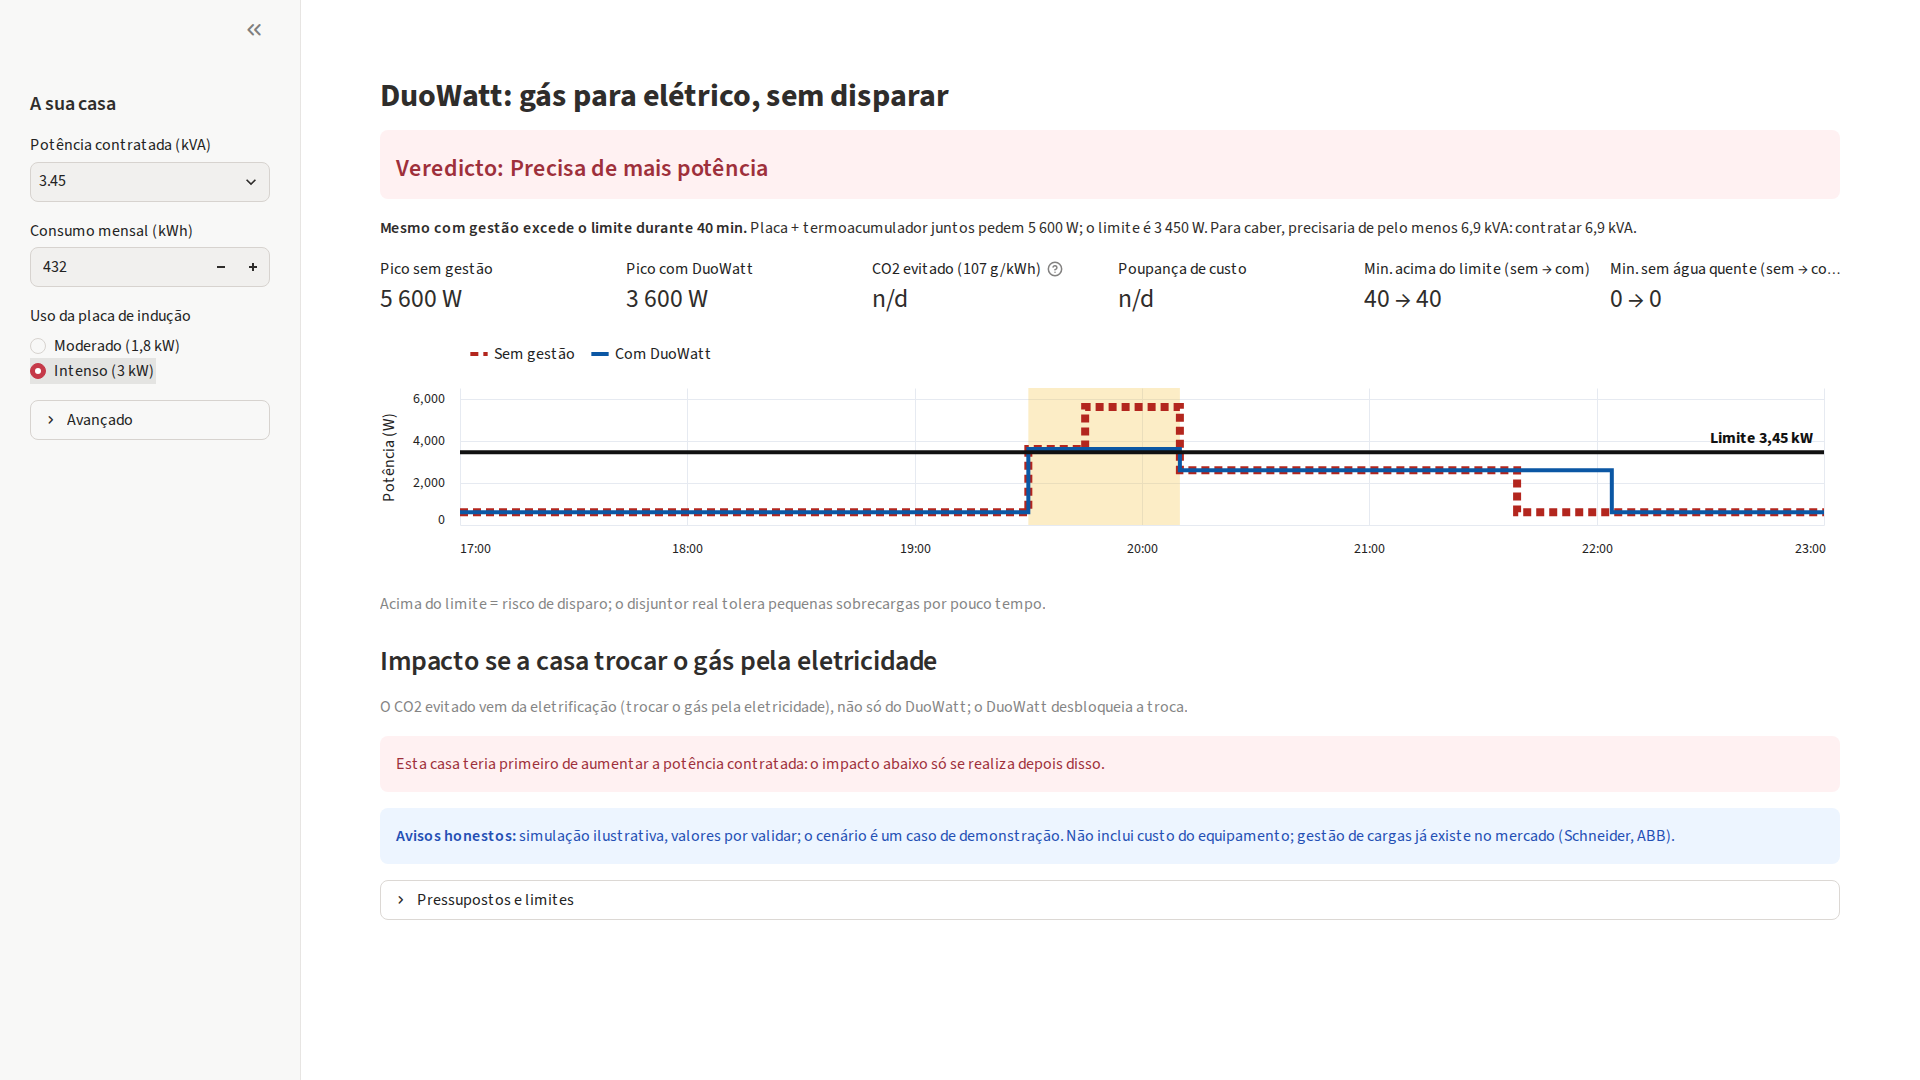 A sua casa
Potência contratada (kVA)
3.45
Consumo mensal (kWh)
432
Uso da placa de indução
Moderado (1,8 kW)
Intenso (3 kW)
Avançado
DuoWatt: gás para elétrico, sem disparar
Veredicto: Precisa de mais potência
Mesmo com gestão excede o limite durante 40 min. Placa + termoacumulador juntos pedem 5 600 W; o limite é 3 450 W. Para caber, precisaria de pelo menos 6,9 kVA: contratar 6,9 kVA.
Pico sem gestão
5 600 W
Pico com DuoWatt
3 600 W
CO2 evitado (107 g/kWh)
n/d
Poupança de custo
n/d
Min. acima do limite (sem → com)
40 → 40
Min. sem água quente (sem → co…
0 → 0
Sem gestão
Com DuoWatt
Potência (W)
6,000
4,000
2,000
0
Limite 3,45 kW
17:00
18:00
19:00
20:00
21:00
22:00
23:00
Acima do limite = risco de disparo; o disjuntor real tolera pequenas sobrecargas por pouco tempo.
Impacto se a casa trocar o gás pela eletricidade
O CO2 evitado vem da eletrificação (trocar o gás pela eletricidade), não só do DuoWatt; o DuoWatt desbloqueia a troca.
Esta casa teria primeiro de aumentar a potência contratada: o impacto abaixo só se realiza depois disso.
Avisos honestos: simulação ilustrativa, valores por validar; o cenário é um caso de demonstração. Não inclui custo do equipamento; gestão de cargas já existe no mercado (Schneider, ABB).
Pressupostos e limites